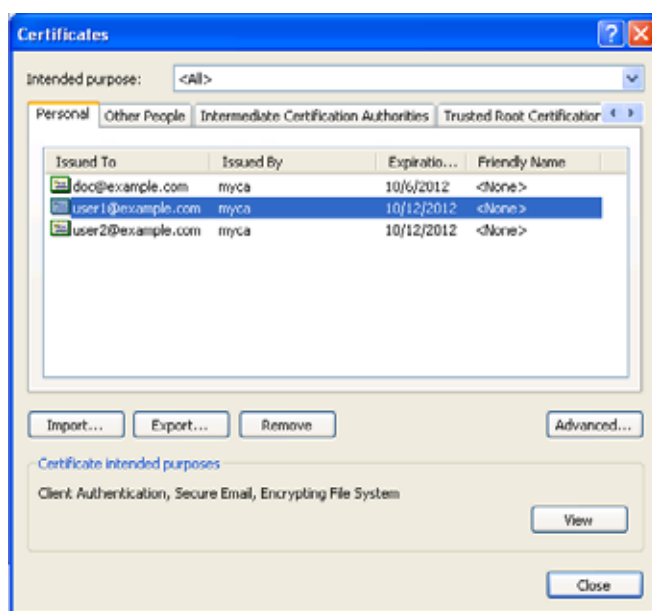 Certificates
Intended purpose: <All>
Personal Other People Intermediate Certification Authorities Trusted Root Certification
Issued To Issued By Expiratio... Friendly Name
doc@example.com myca 10/6/2012 <None>
user1@example.com myca 10/12/2012 <None>
user2@example.com myca 10/12/2012 <None>
Import... Export... Remove Advanced...
Certificate intended purposes
Client Authentication, Secure Email, Encrypting File System
View
Close